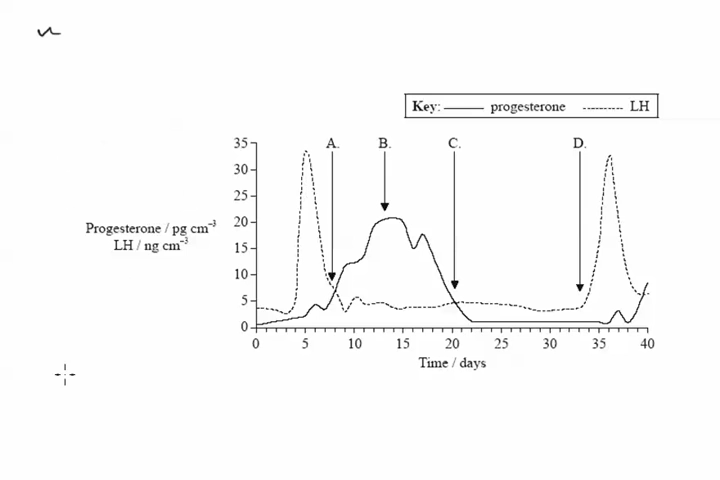 Key: progesterone LH
A. B. C. D.
35
30
25
20
15
10
5
0
Progesterone / pg cm⁻³
LH / ng cm⁻³
0 5 10 15 20 25 30 35 40
Time / days